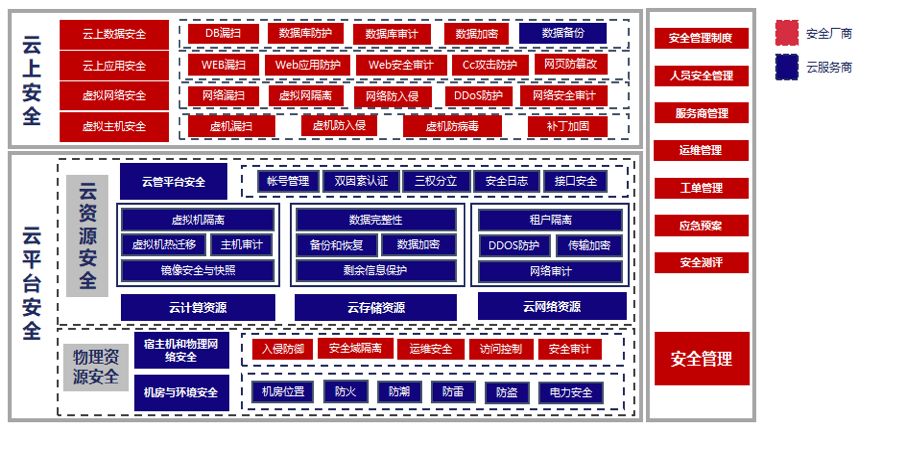 云上安全
云上数据安全
DB漏扫
数据库防护
数据库审计
数据加密
数据备份
云上应用安全
WEB漏扫
Web应用防护
Web安全审计
Cc攻击防护
网页防篡改
虚拟网络安全
网络漏扫
虚拟网隔离
网络防入侵
DDoS防护
网络安全审计
虚拟主机安全
虚机漏扫
虚机防入侵
虚机防病毒
补丁加固
云平台安全
云资源安全
云管平台安全
帐号管理
双因素认证
三权分立
安全日志
接口安全
虚拟机隔离
虚拟机热迁移
主机审计
镜像安全与快照
云计算资源
数据完整性
备份和恢复
数据加密
剩余信息保护
云存储资源
租户隔离
DDOS防护
传输加密
网络审计
云网络资源
物理资
源安全
宿主机和物理网
络安全
入侵防御
安全域隔离
运维安全
访问控制
安全审计
机房与环境安全
机房位置
防火
防潮
防雷
防盗
电力安全
安全管理制度
人员安全管理
服务商管理
运维管理
工单管理
应急预案
安全测评
安全管理
安全厂商
云服务商